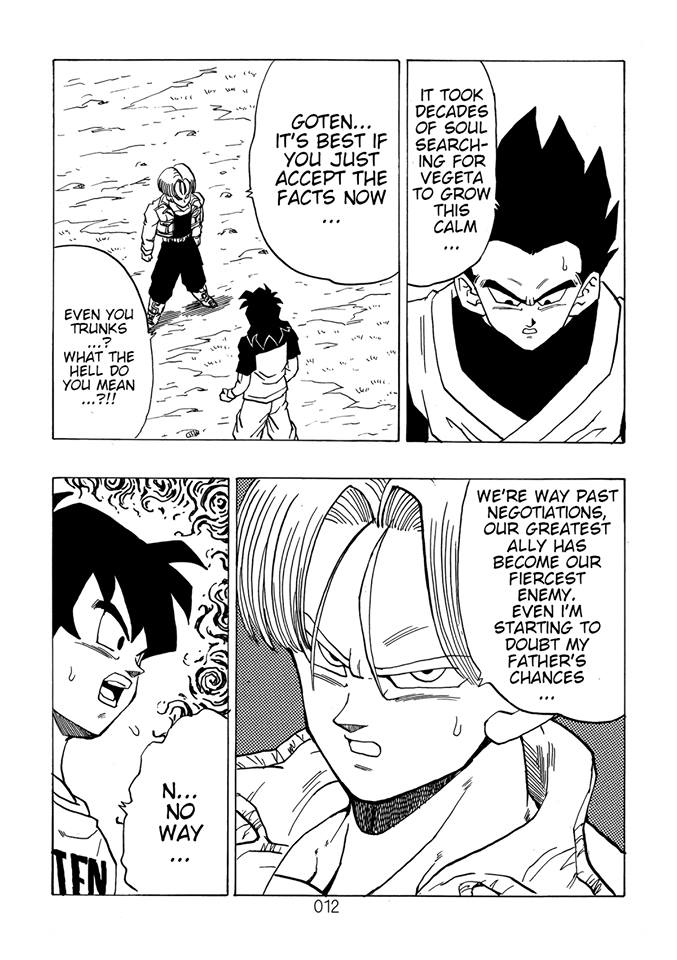 IT TOOK
DECADES
OF SOUL
SEARCH-
ING FOR
VEGETA
TO GROW
THIS
CALM
...
GOTEN...
IT'S BEST IF
YOU JUST
ACCEPT THE
FACTS NOW
...
EVEN YOU
TRUNKS
...?
WHAT THE
HELL DO
YOU MEAN
...?!!
WE'RE WAY PAST
NEGOTIATIONS,
OUR GREATEST
ALLY HAS
BECOME OUR
FIERCEST
ENEMY.
EVEN I'M
STARTING TO
DOUBT MY
FATHER'S
CHANCES
...
N...
NO
WAY
...
TEN
012